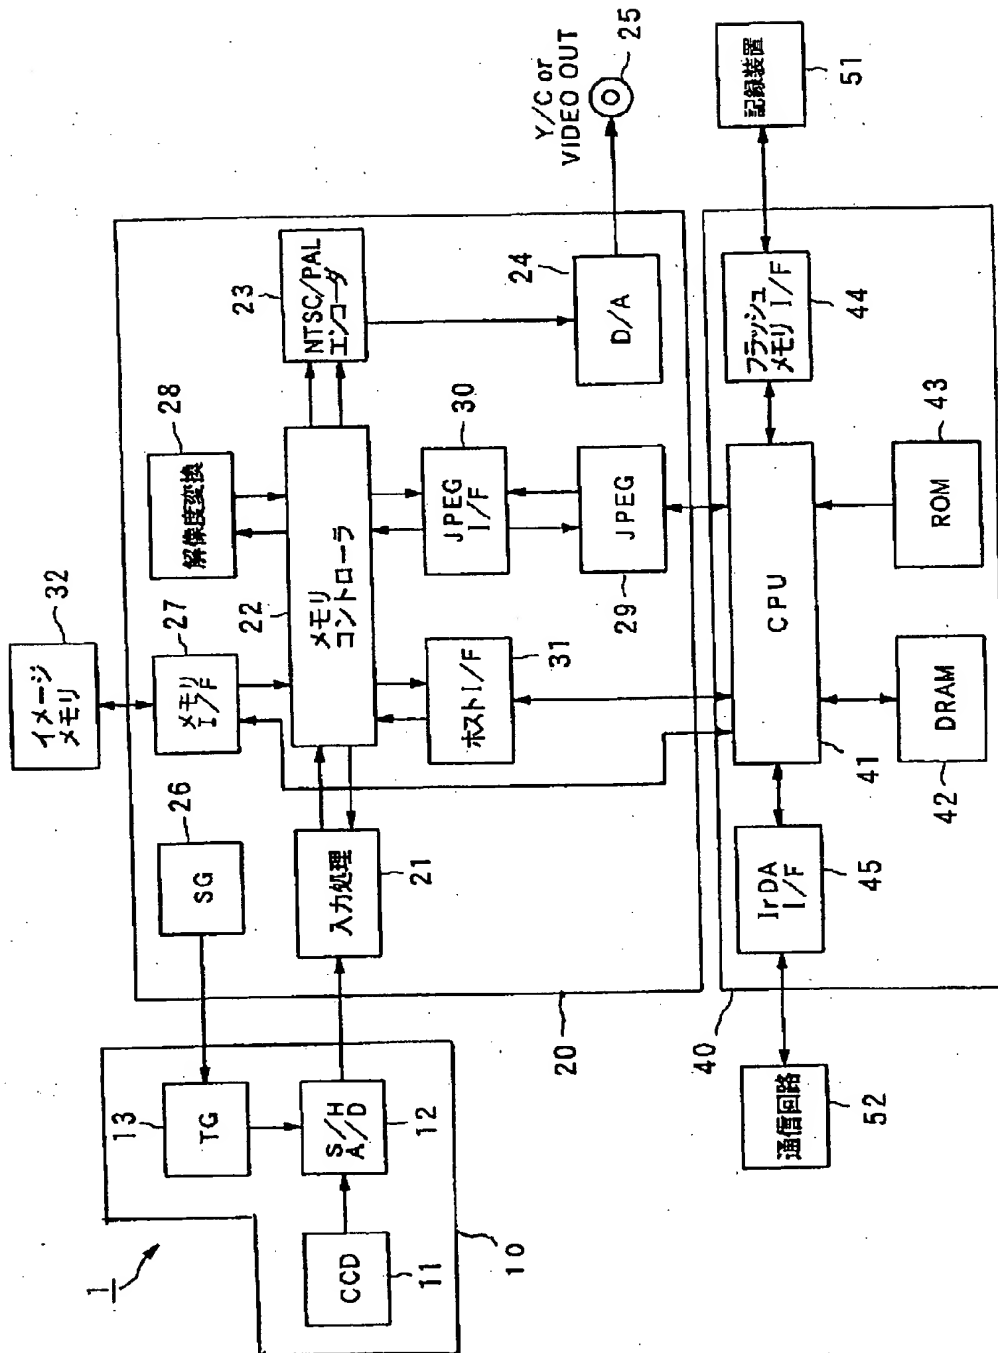 1
10
CCD
11
S/H
A/D
12
TG
13
20
入力処理
21
メモリ
コントローラ
22
NTSC/PAL
エンコーダ
23
D/A
24
Y/C or
VIDEO OUT
25
SG
26
メモリ
I/F
27
解像度変換
28
JPEG
29
JPEG
I/F
30
ホストI/F
31
イメージ
メモリ
32
40
CPU
41
DRAM
42
ROM
43
フラッシュ
メモリ I/F
44
IrDA
I/F
45
記録装置
51
通信回路
52